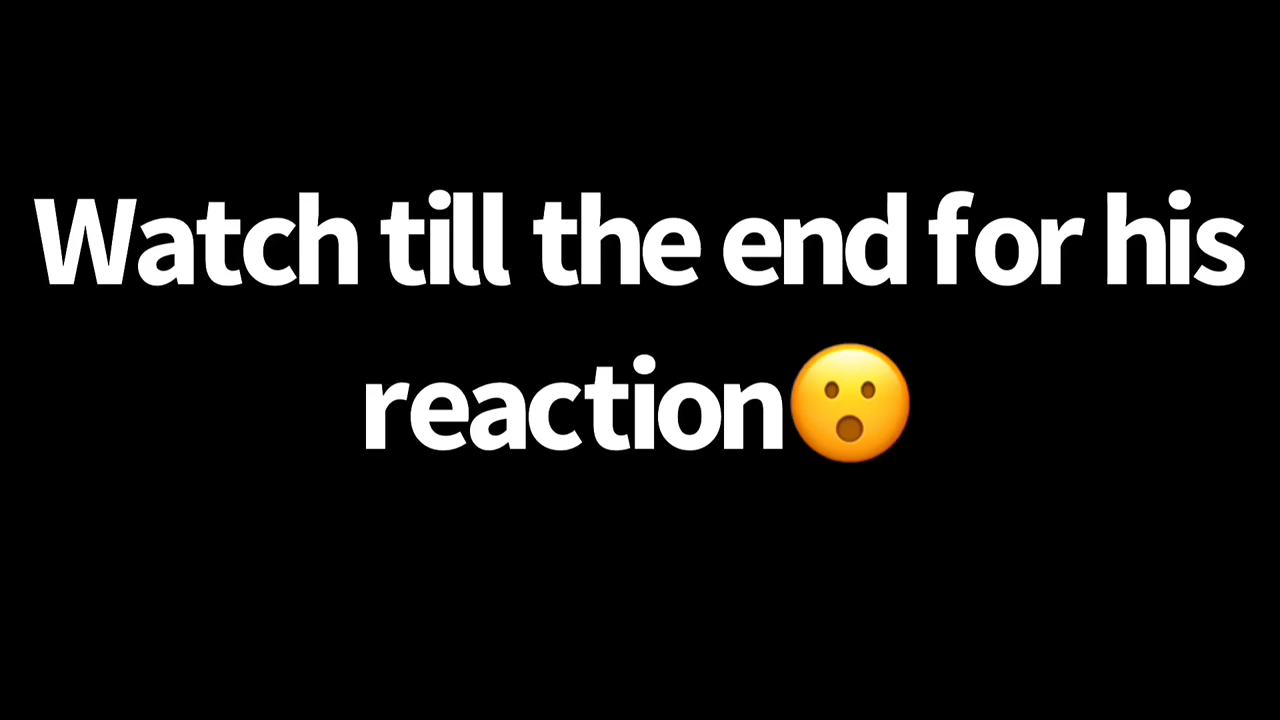 Watch till the end for his
reaction😮